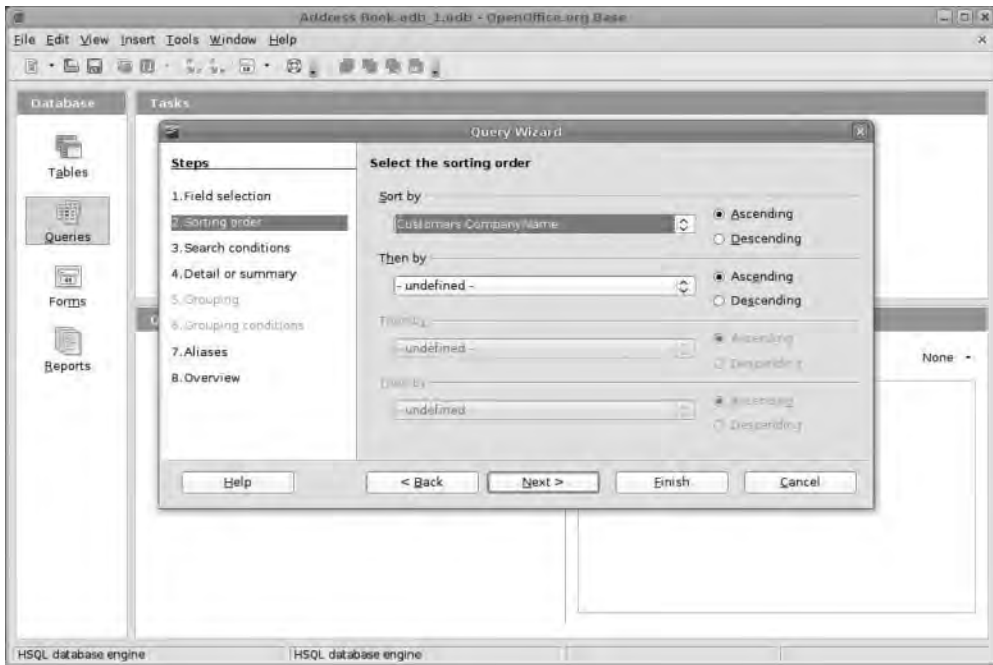 Address Book.odb_1.odb - OpenOffice.org Base
File Edit View Insert Tools Window Help
Database
Tasks
Tables
Queries
Forms
Reports
Query Wizard
Steps
1.Field selection
2.Sorting order
3.Search conditions
4.Detail or summary
5.Grouping
6.Grouping conditions
7.Aliases
8.Overview
Select the sorting order
Sort by
Customers.CompanyName
Ascending
Descending
Then by
- undefined -
Ascending
Descending
Then by
- undefined -
Ascending
Descending
Then by
- undefined -
Ascending
Descending
Help
< Back
Next >
Finish
Cancel
None
HSQL database engine
HSQL database engine